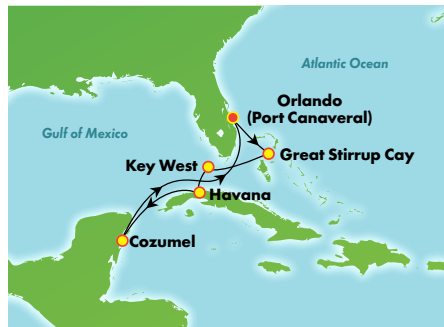 Atlantic Ocean
Orlando
(Port Canaveral)
Gulf of Mexico
Great Stirrup Cay
Key West
Havana
Cozumel